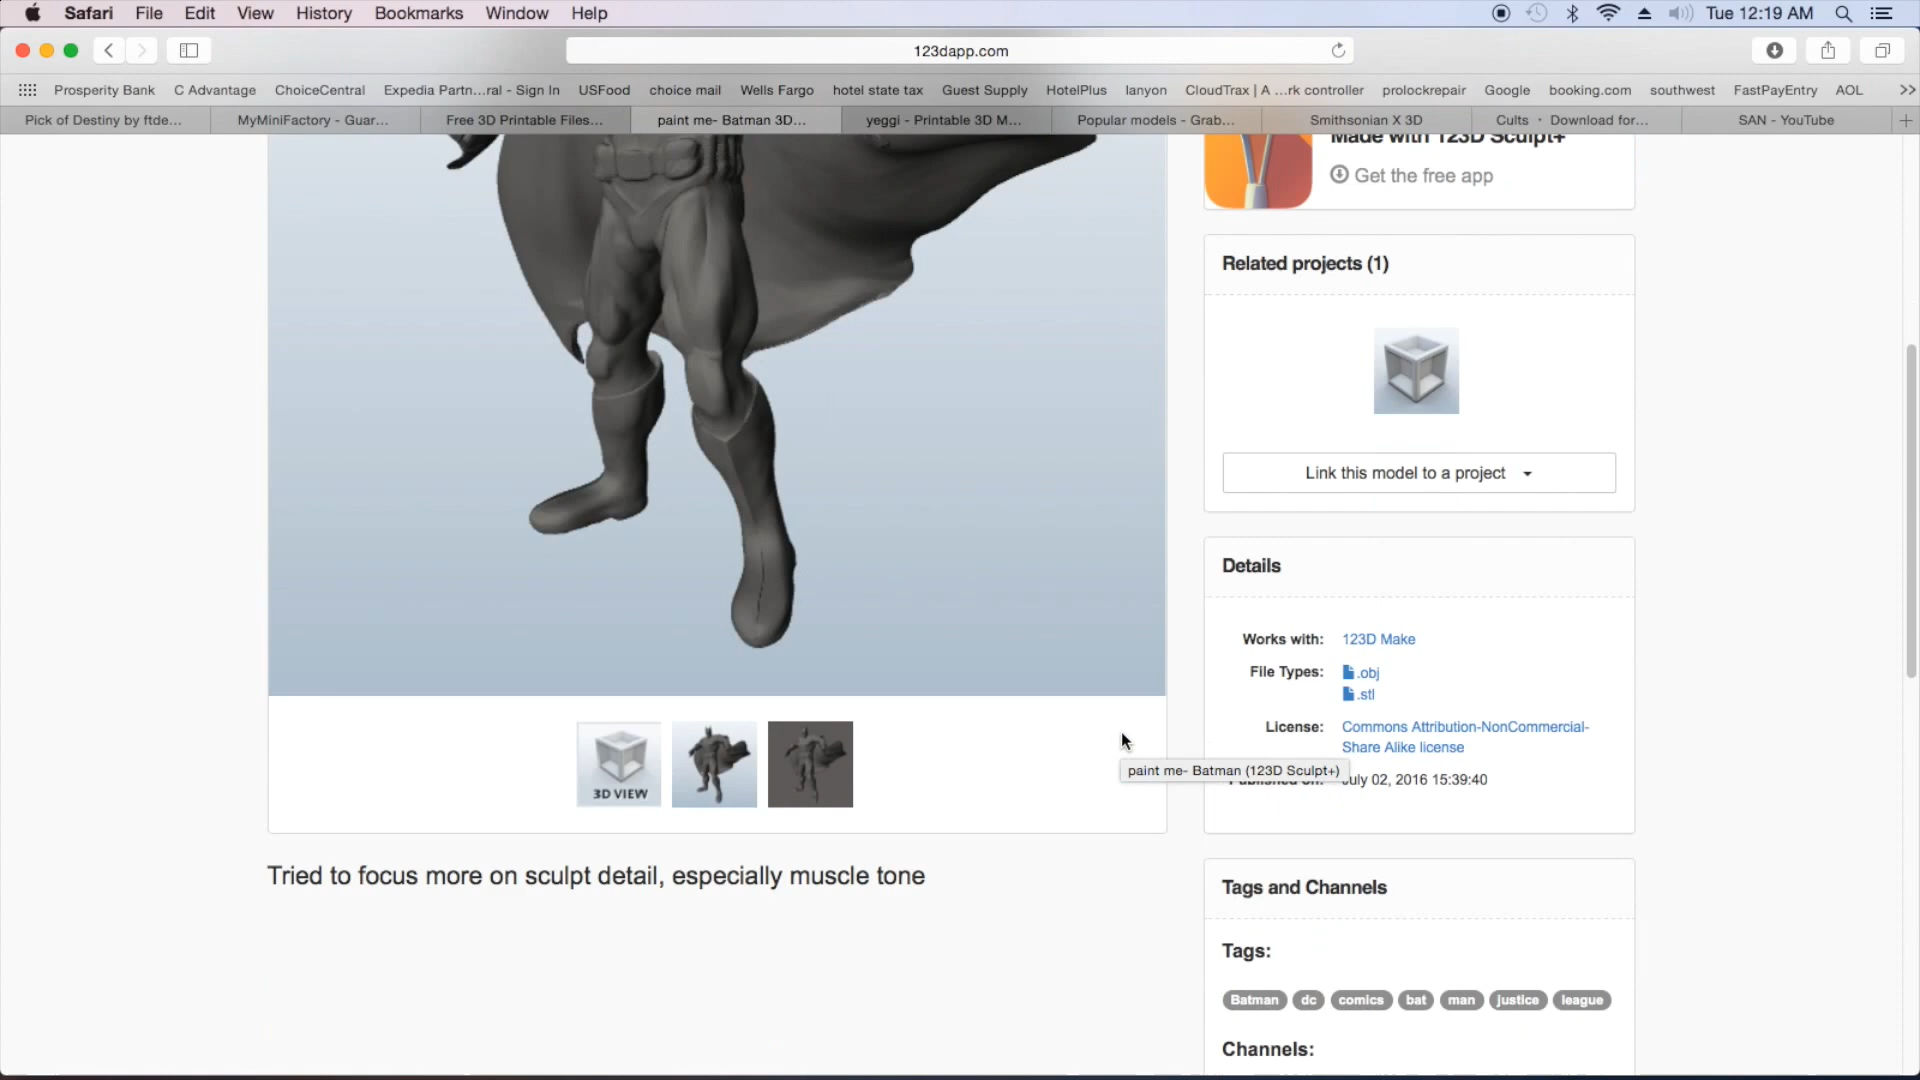 Safari File Edit View History Bookmarks Window Help Tue 12:19 AM
123dapp.com
Prosperity Bank C Advantage ChoiceCentral Expedia Partn...ral - Sign In USFood choice mail Wells Fargo hotel state tax Guest Supply HotelPlus lanyon CloudTrax | A ...rk controller prolockrepair Google booking.com southwest FastPayEntry AOL >>
Pick of Destiny by ftde... MyMiniFactory - Guar... Free 3D Printable Files... paint me- Batman 3D... yeggi - Printable 3D M... Popular models - Grab... Smithsonian X 3D Cults · Download for... SAN - YouTube +
Made with 123D Sculpt+
Get the free app
Related projects (1)
Link this model to a project
Details
Works with: 123D Make
File Types: .obj
.stl
License: Commons Attribution-NonCommercial-
Share Alike license
paint me- Batman (123D Sculpt+)
Published on: July 02, 2016 15:39:40
3D VIEW
Tried to focus more on sculpt detail, especially muscle tone
Tags and Channels
Tags:
Batman dc comics bat man justice league
Channels: